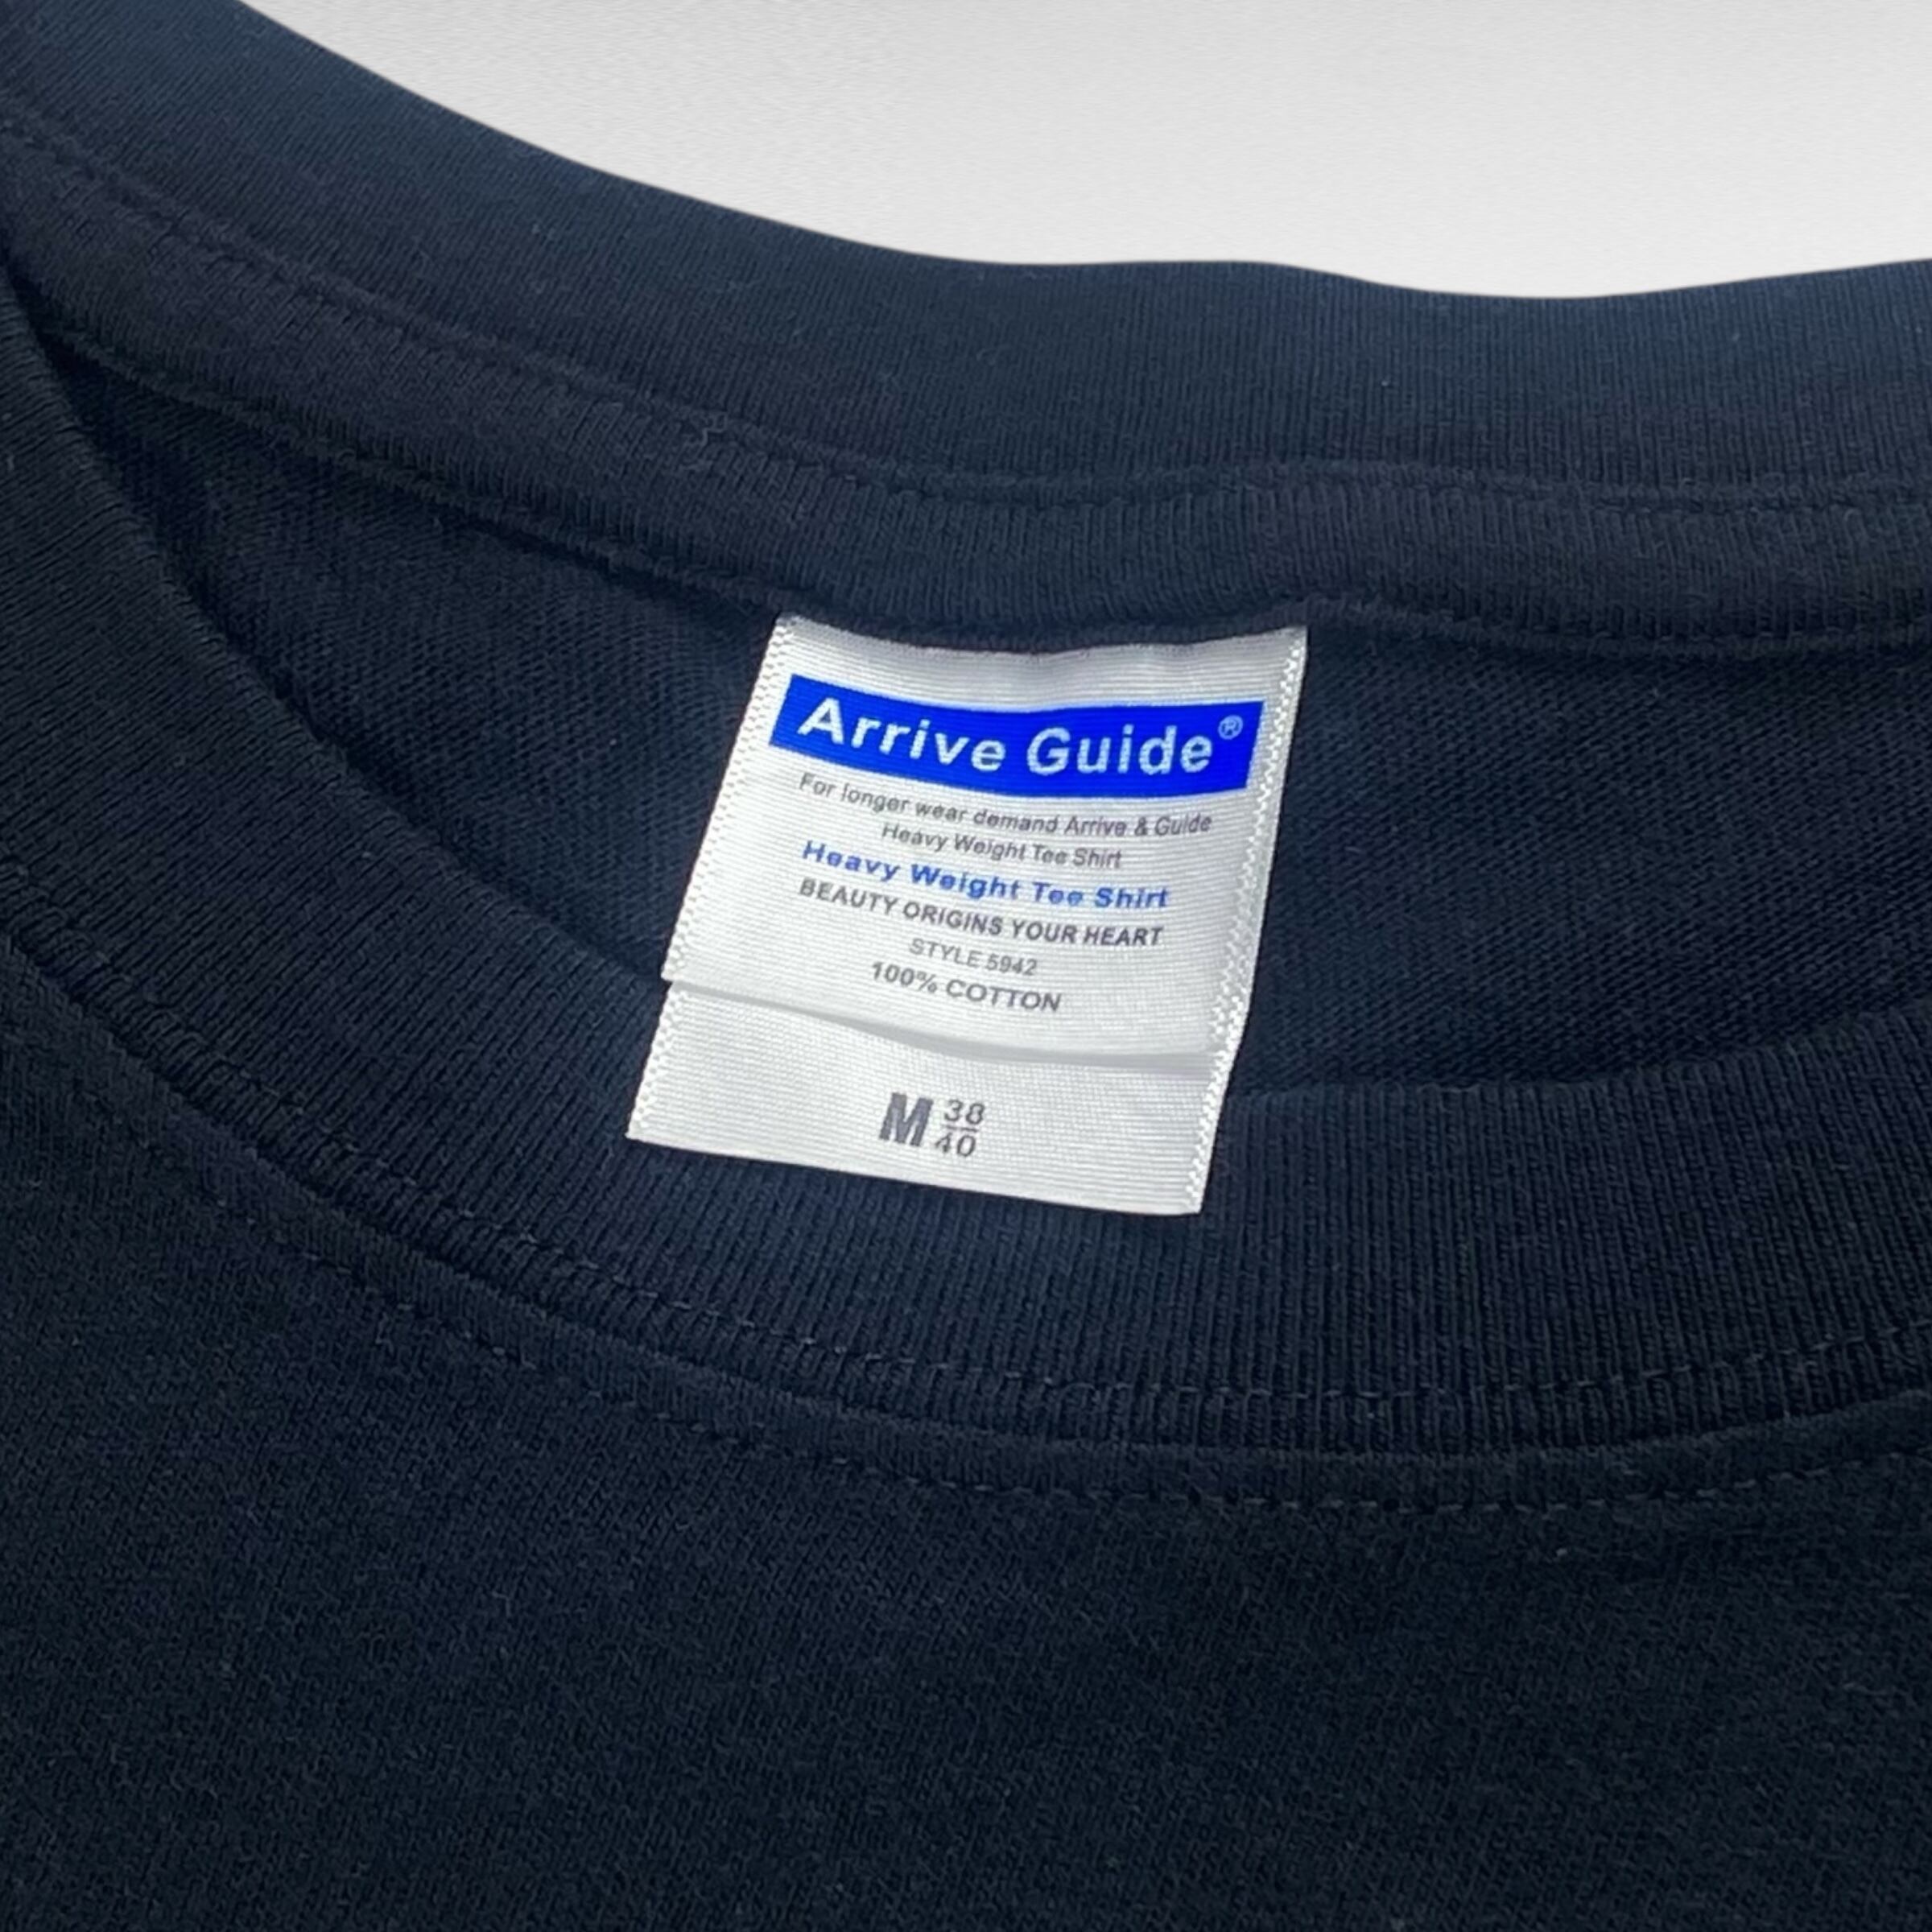 Arrive Guide®
For longer wear demand Arrive & Guide
Heavy Weight Tee Shirt
Heavy Weight Tee Shirt
BEAUTY ORIGINS YOUR HEART
STYLE 5942
100% COTTON
M 38/40